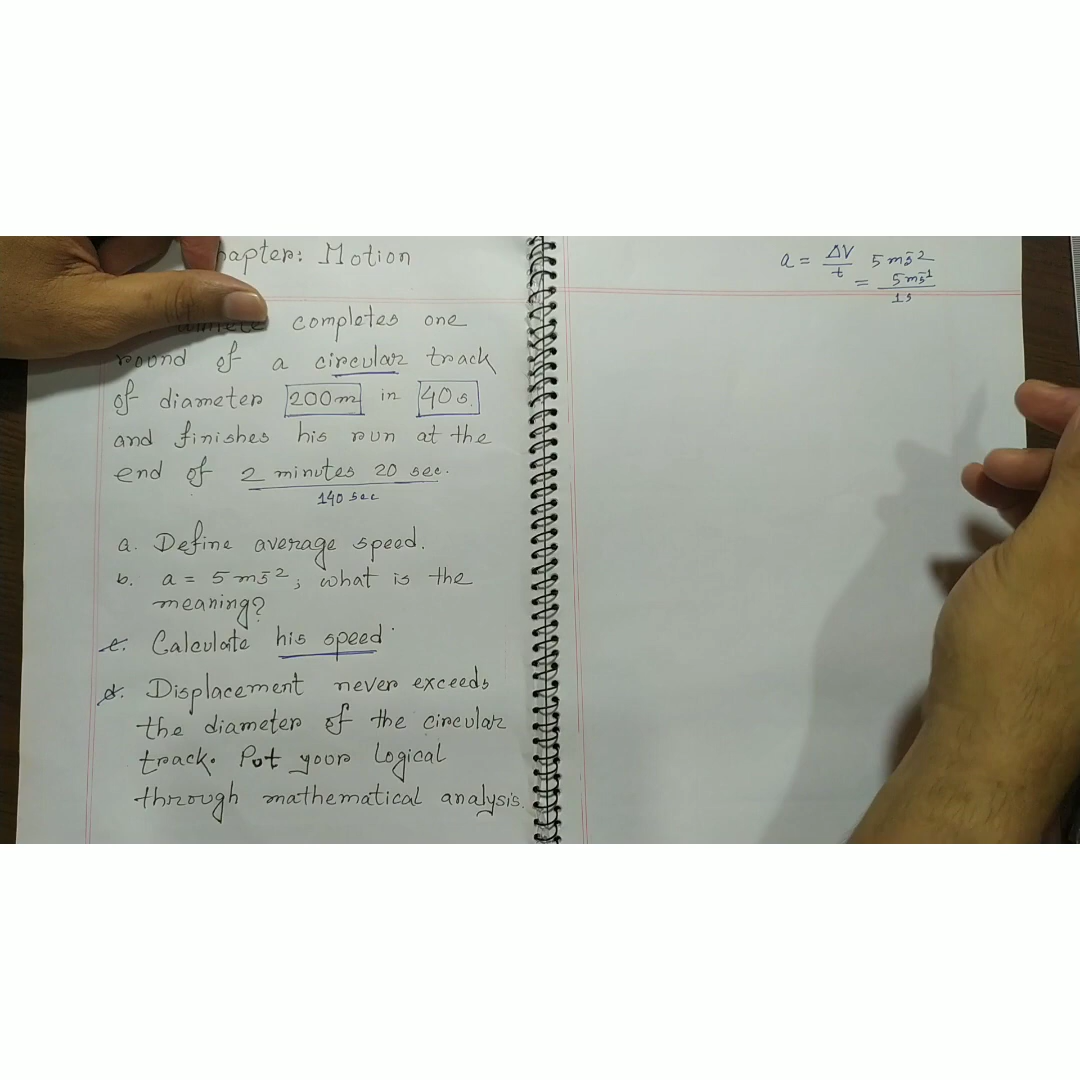 hapter: Motion
completes one
round of a circular track
of diameter 200m in 40s.
and finishes his run at the
end of 2 minutes 20 sec.
140 sec
a. Define average speed.
b. a = 5 ms⁻², what is the
meaning?
c. Calculate his speed
d. Displacement never exceeds
the diameter of the circular
track. Put your logical
through mathematical analysis.
a = ΔV/t 5 ms⁻²
= 5 ms⁻¹/1s